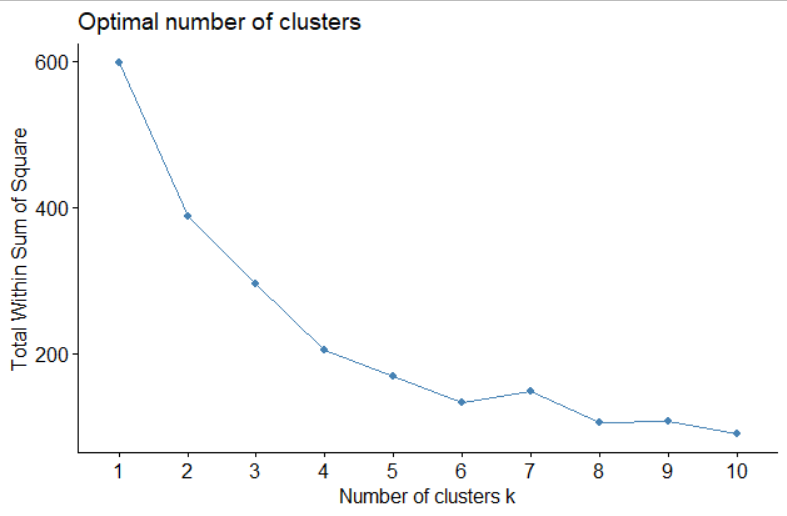 Optimal number of clusters
600
400
200
Total Within Sum of Square
1 2 3 4 5 6 7 8 9 10
Number of clusters k